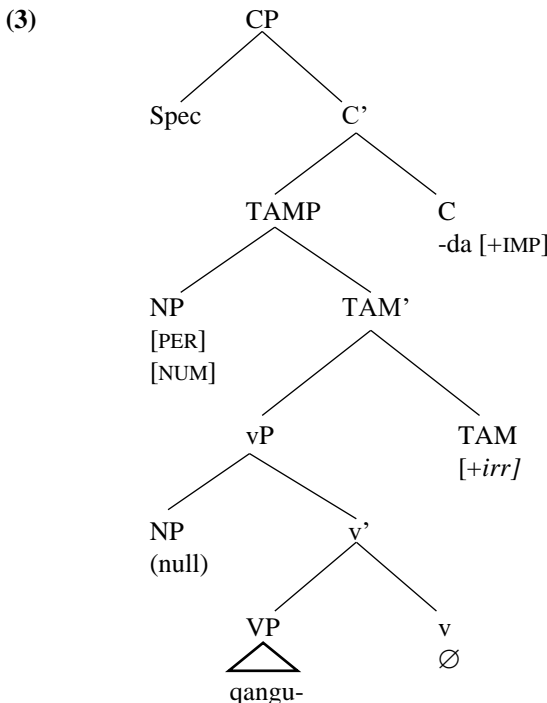 (3)
CP
Spec C’
TAMP C
-da [+IMP]
NP TAM’
[PER]
[NUM]
vP TAM
[+irr]
NP v’
(null)
VP v
∅
qangu-